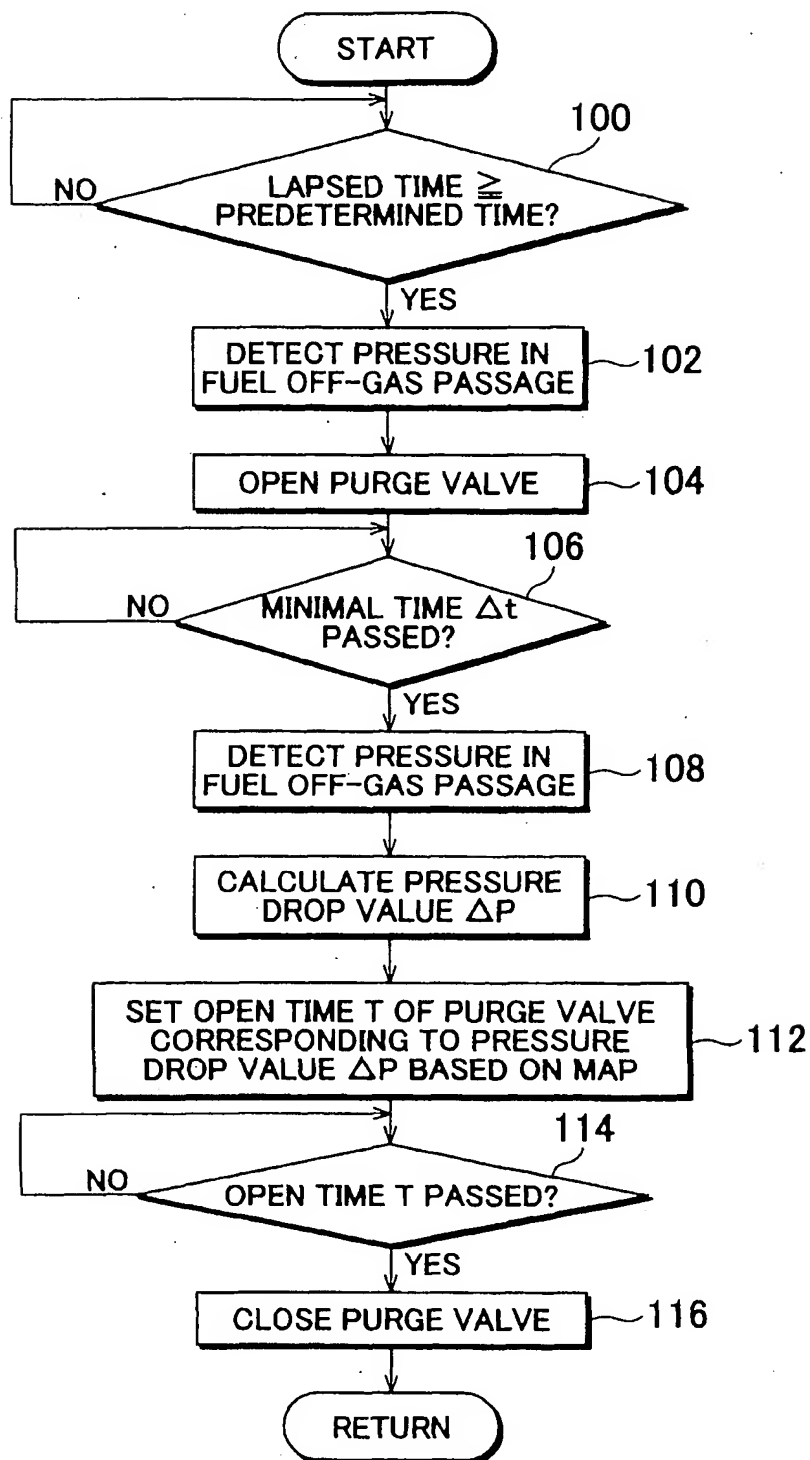 START
100
LAPSED TIME ≧
PREDETERMINED TIME?
NO
YES
DETECT PRESSURE IN
FUEL OFF-GAS PASSAGE
102
OPEN PURGE VALVE
104
106
MINIMAL TIME △t
PASSED?
NO
YES
DETECT PRESSURE IN
FUEL OFF-GAS PASSAGE
108
CALCULATE PRESSURE
DROP VALUE △P
110
SET OPEN TIME T OF PURGE VALVE
CORRESPONDING TO PRESSURE
DROP VALUE △P BASED ON MAP
112
114
OPEN TIME T PASSED?
NO
YES
CLOSE PURGE VALVE
116
RETURN